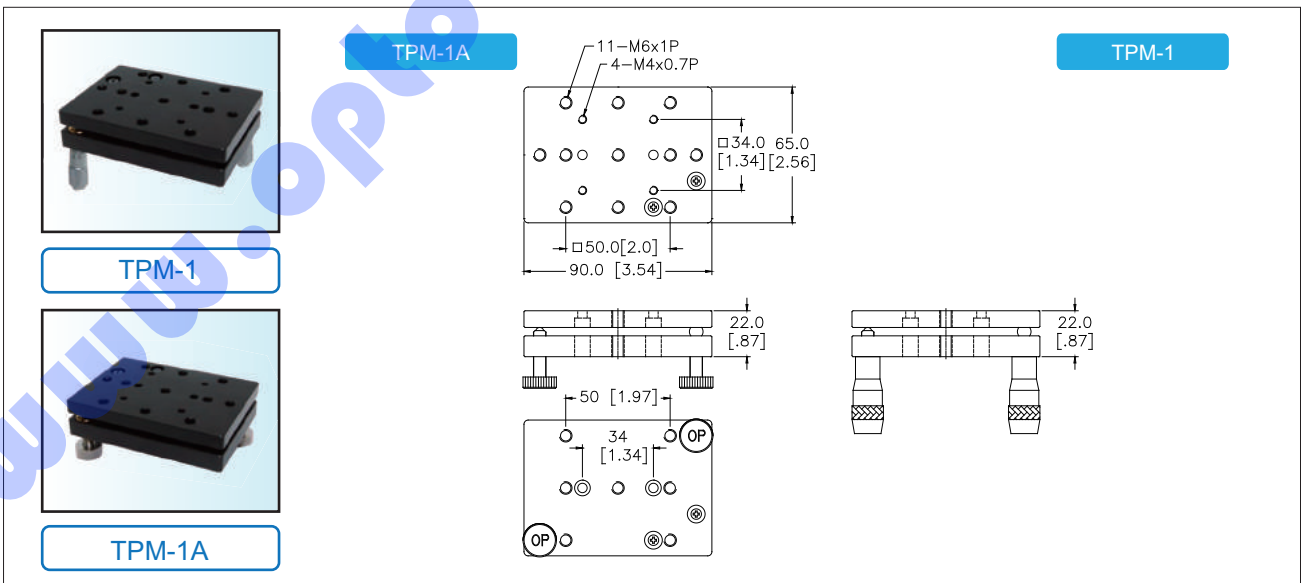 TPM-1
TPM-1A
TPM-1A
11-M6x1P
4-M4x0.7P
□34.0 65.0
[1.34][2.56]
□50.0[2.0]
90.0 [3.54]
22.0
[.87]
50 [1.97]
34
[1.34]
OP
OP
TPM-1
22.0
[.87]
www.opto